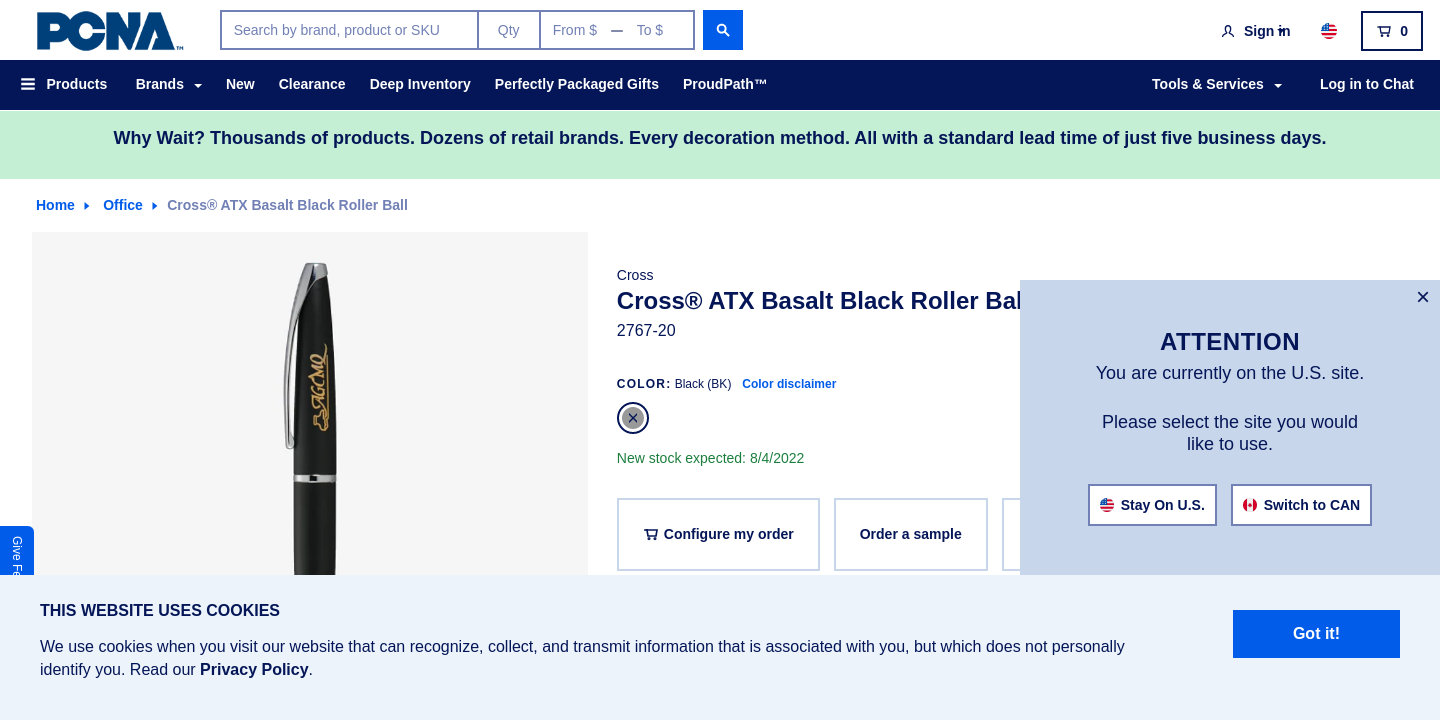 PCNA™
Search by brand, product or SKU
Qty
From $ — To $
Sign in
0
Products
Brands
New
Clearance
Deep Inventory
Perfectly Packaged Gifts
ProudPath™
Tools & Services
Log in to Chat
Why Wait? Thousands of products. Dozens of retail brands. Every decoration method. All with a standard lead time of just five business days.
Home
Office
Cross® ATX Basalt Black Roller Ball
AGCMO
Cross
Cross® ATX Basalt Black Roller Bal
2767-20
COLOR: Black (BK) Color disclaimer
New stock expected: 8/4/2022
Configure my order
Order a sample
ATTENTION
You are currently on the U.S. site.
Please select the site you would
like to use.
Stay On U.S.
Switch to CAN
Give
THIS WEBSITE USES COOKIES
We use cookies when you visit our website that can recognize, collect, and transmit information that is associated with you, but which does not personally
identify you. Read our Privacy Policy.
Got it!